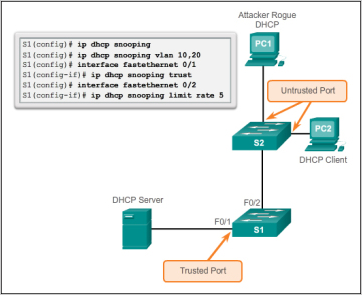 Attacker Rogue
DHCP
PC1
S1(config)# ip dhcp snooping
S1(config)# ip dhcp snooping vlan 10,20
S1(config)# interface fastethernet 0/1
S1(config-if)# ip dhcp snooping trust
S1(config)# interface fastethernet 0/2
S1(config-if)# ip dhcp snooping limit rate 5
Untrusted Port
PC2
S2
DHCP Client
F0/2
DHCP Server
F0/1
S1
Trusted Port